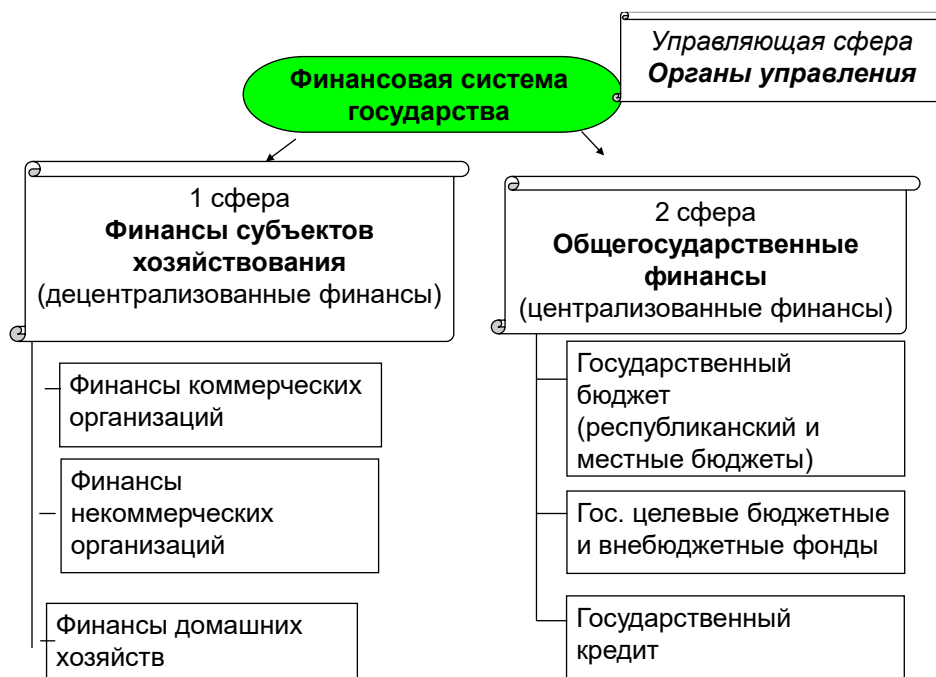 Управляющая сфера
Органы управления
Финансовая система
государства
1 сфера
Финансы субъектов
хозяйствования
(децентрализованные финансы)
Финансы коммерческих
организаций
Финансы
некоммерческих
организаций
Финансы домашних
хозяйств
2 сфера
Общегосударственные
финансы
(централизованные финансы)
Государственный
бюджет
(республиканский и
местные бюджеты)
Гос. целевые бюджетные
и внебюджетные фонды
Государственный
кредит